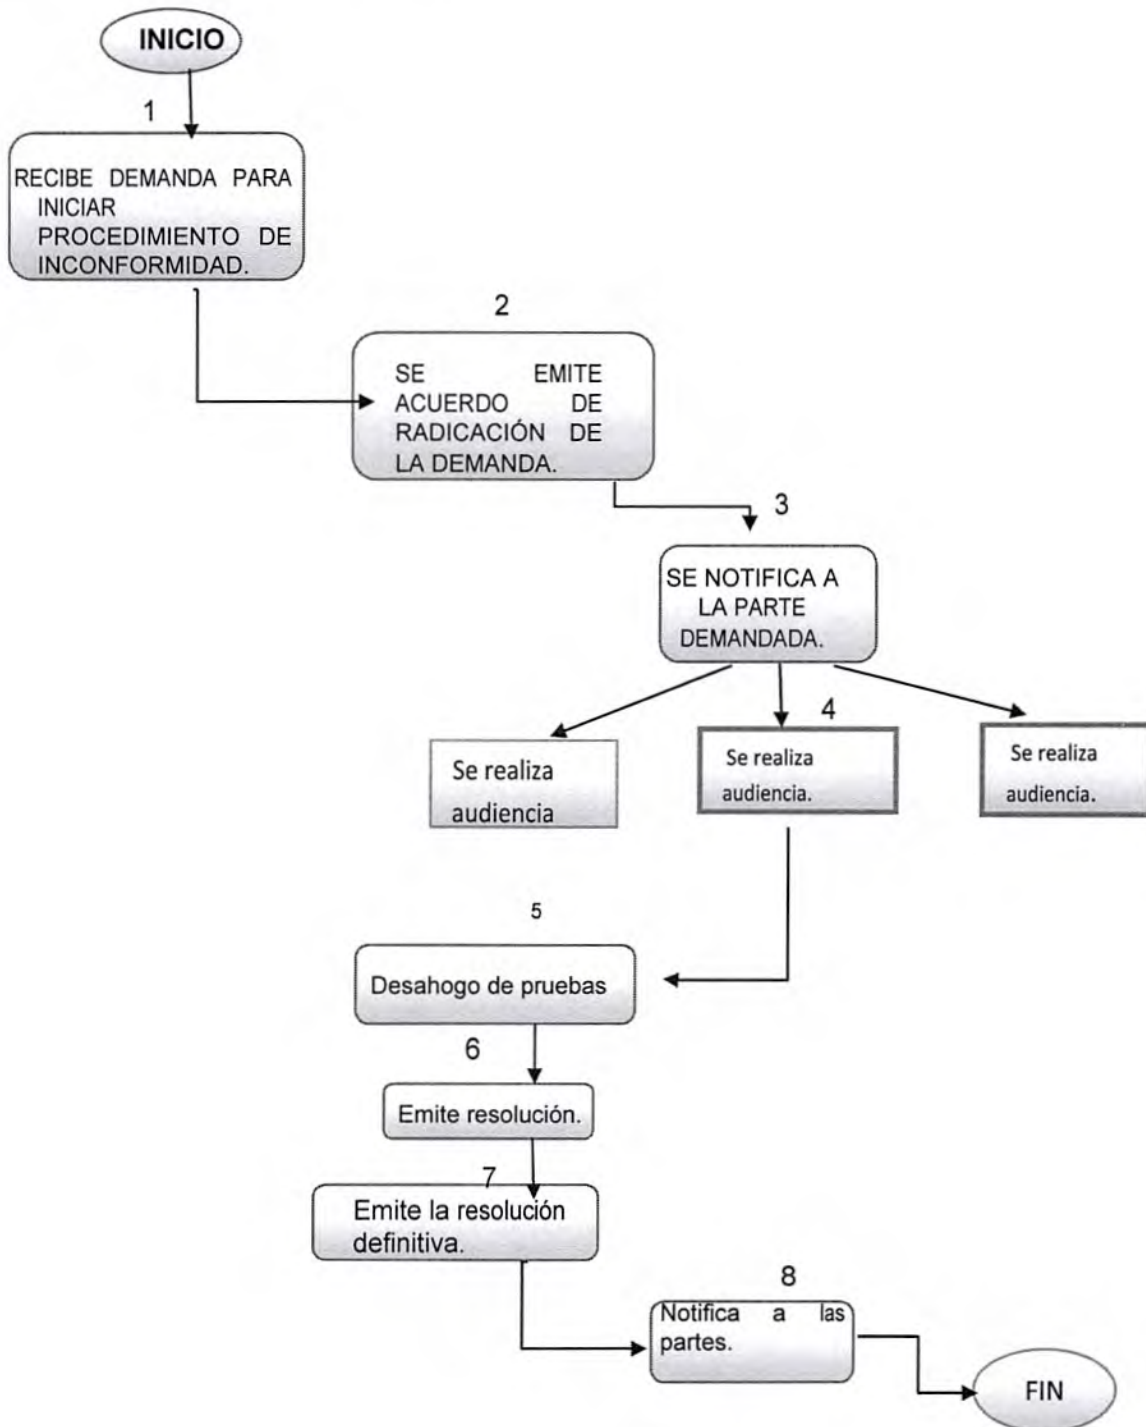 INICIO
1
RECIBE DEMANDA PARA
INICIAR
PROCEDIMIENTO DE
INCONFORMIDAD.
2
SE EMITE
ACUERDO DE
RADICACIÓN DE
LA DEMANDA.
3
SE NOTIFICA A
LA PARTE
DEMANDADA.
4
Se realiza
audiencia
Se realiza
audiencia.
Se realiza
audiencia.
5
Desahogo de pruebas
6
Emite resolución.
7
Emite la resolución
definitiva.
8
Notifica a las
partes.
FIN